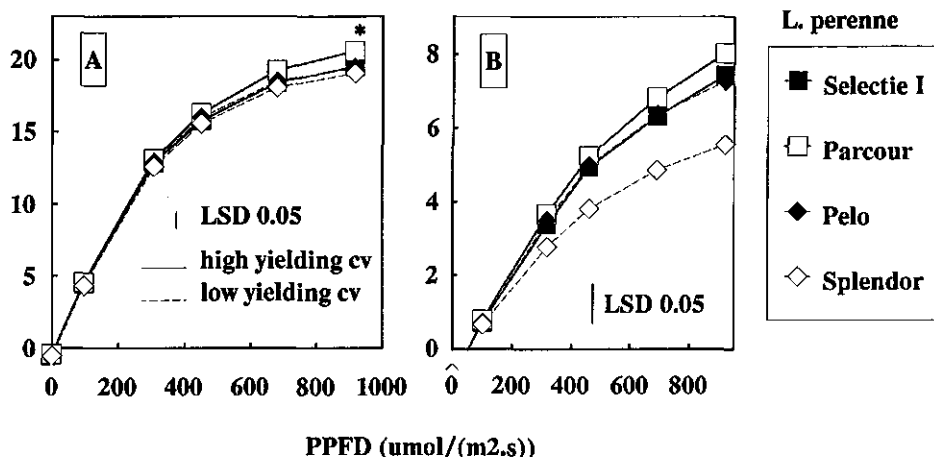 L. perenne
A
*
20
15
10
5
0
LSD 0.05
high yielding cv
low yielding cv
0 200 400 600 800 1000
B
8
6
4
2
0
LSD 0.05
0 200 400 600 800
Selectie I
Parcour
Pelo
Splendor
PPFD (umol/(m2.s))